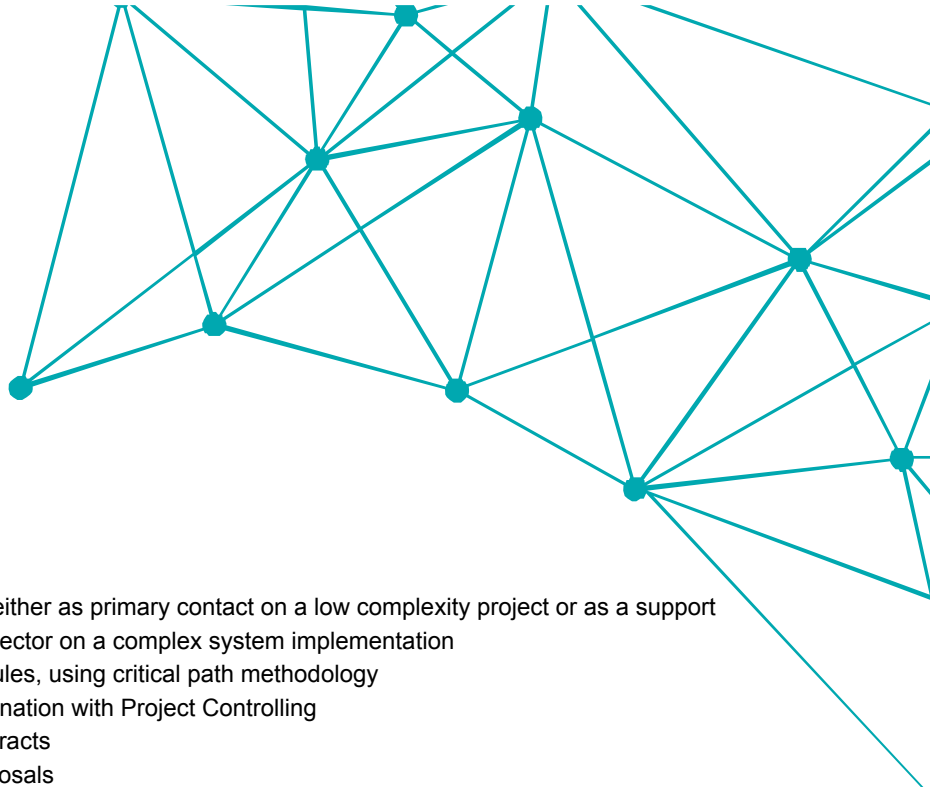 either as primary contact on a low complexity project or as a support
ector on a complex system implementation
ules, using critical path methodology
nation with Project Controlling
racts
osals